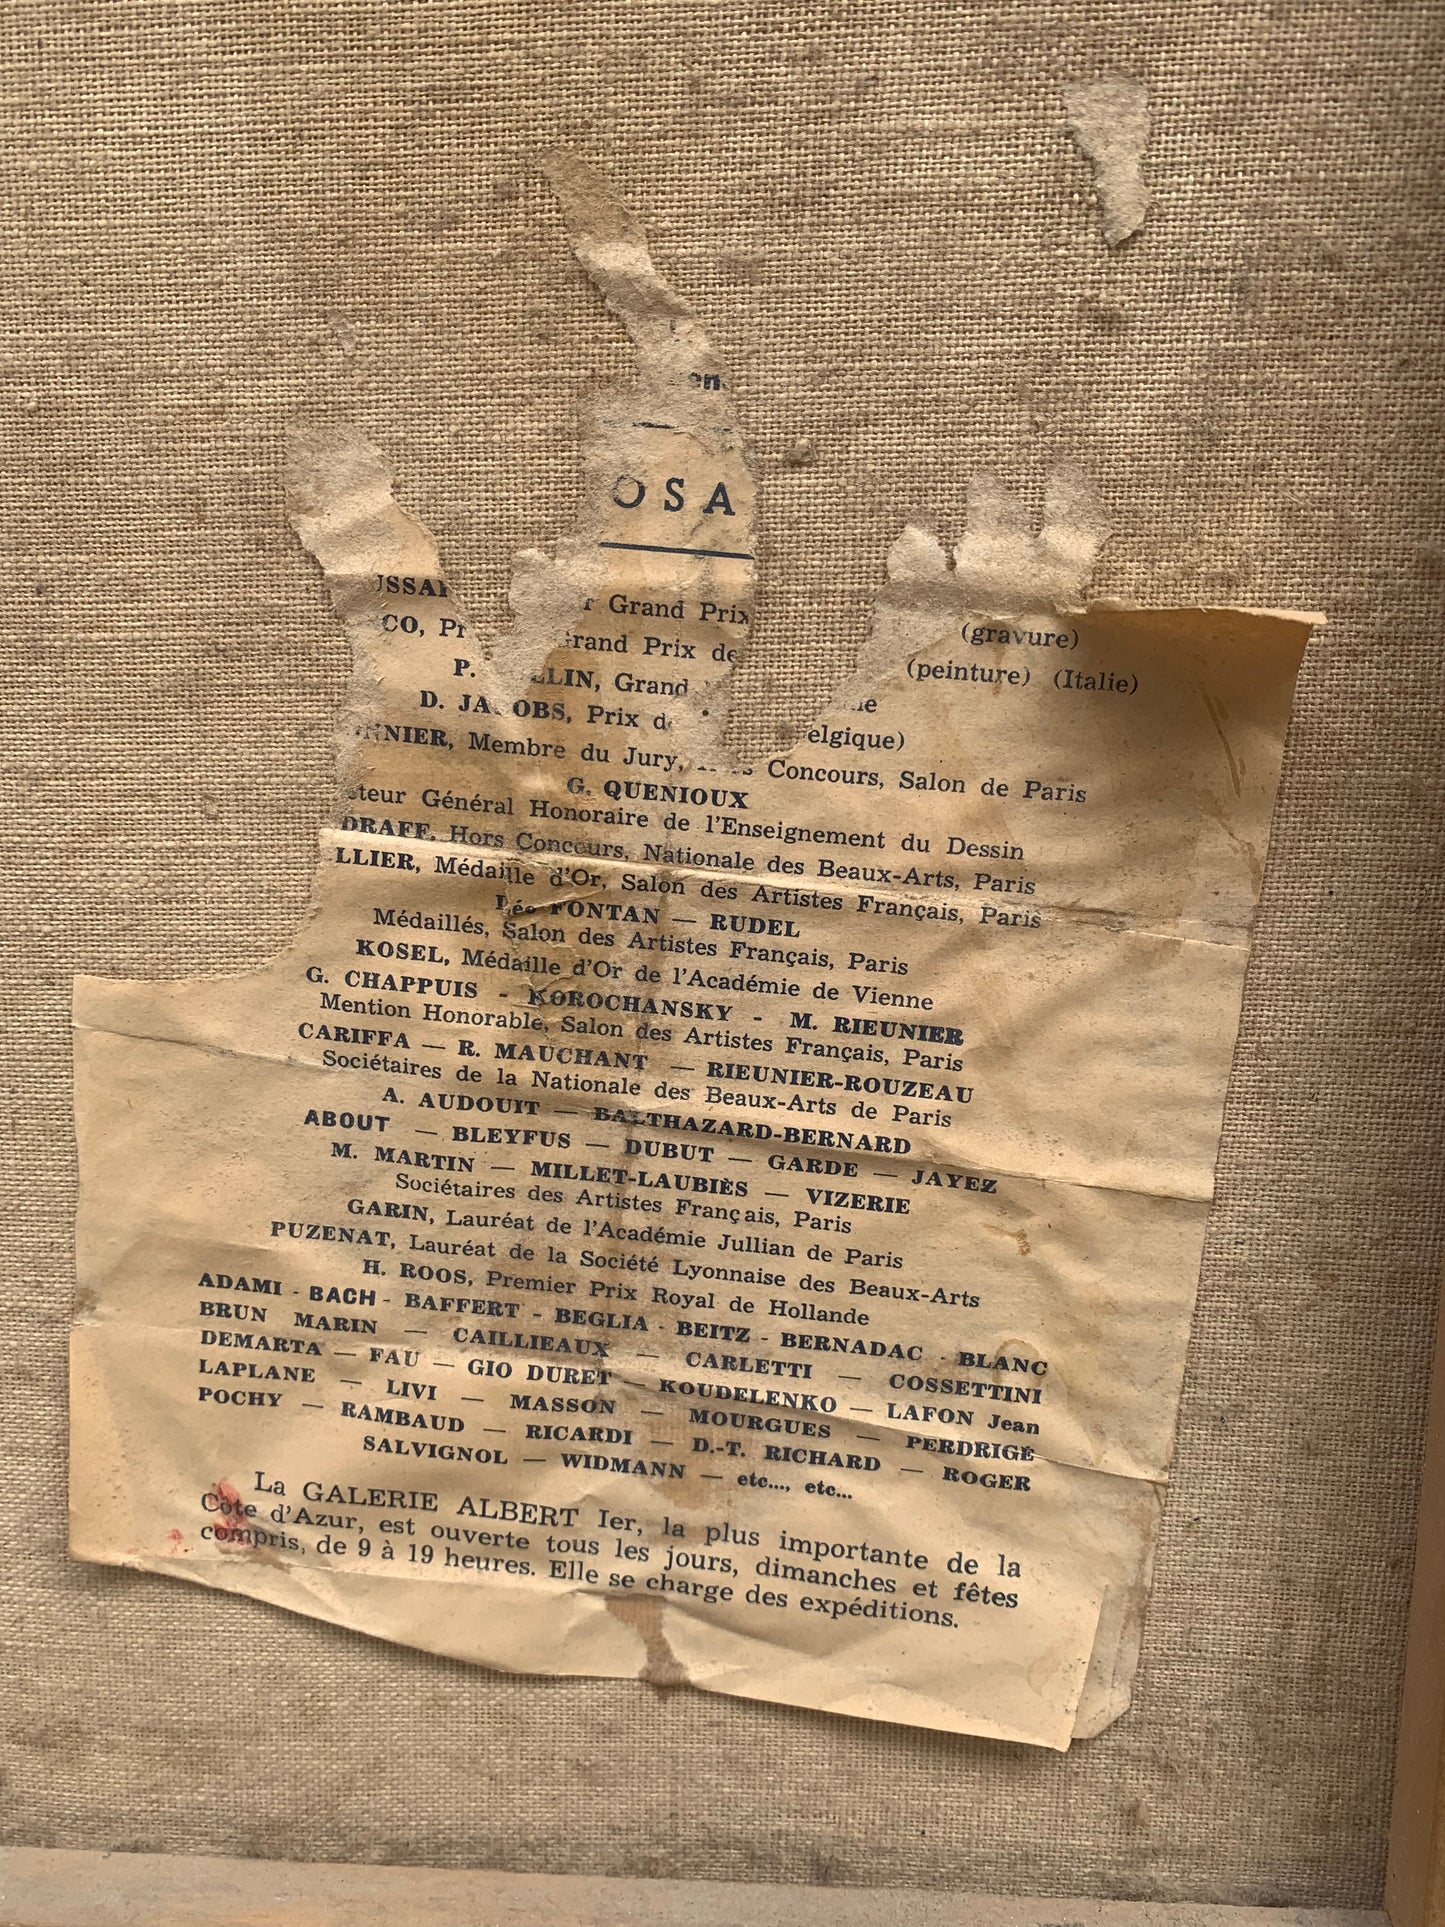 OSA
Grand Prix
(gravure)
CO,
Grand Prix de
(peinture) (Italie)
P.
LLIN, Grand
D. JACOBS, Prix
elgique)
NNIER, Membre du Jury, Hors Concours, Salon de Paris
G. QUENIOUX
cteur Général Honoraire de l'Enseignement du Dessin
DRAFF, Hors Concours, Nationale des Beaux-Arts, Paris
LLIER, Médaille d'Or, Salon des Artistes Français, Paris
Léo FONTAN — RUDEL
Médaillés, Salon des Artistes Français, Paris
KOSEL, Médaille d'Or de l'Académie de Vienne
G. CHAPPUIS - KOROCHANSKY - M. RIEUNIER
Mention Honorable, Salon des Artistes Français, Paris
CARIFFA — R. MAUCHANT — RIEUNIER-ROUZEAU
Sociétaires de la Nationale des Beaux-Arts de Paris
A. AUDOUIT — BALTHAZARD-BERNARD
ABOUT — BLEYFUS — DUBUT — GARDE — JAYEZ
M. MARTIN — MILLET-LAUBIÈS — VIZERIE
Sociétaires des Artistes Français, Paris
GARIN, Lauréat de l'Académie Jullian de Paris
PUZENAT, Lauréat de la Société Lyonnaise des Beaux-Arts
H. ROOS, Premier Prix Royal de Hollande
ADAMI - BACH - BAFFERT - BEGLIA - BEITZ - BERNADAC - BLANC
BRUN MARIN — CAILLIEAUX — CARLETTI — COSSETTINI
DEMARTA — FAU — GIO DURET — KOUDELENKO — LAFON Jean
LAPLANE — LIVI — MASSON — MOURGUES — PERDRIGÉ
POCHY — RAMBAUD — RICARDI — D.-T. RICHARD — ROGER
SALVIGNOL — WIDMANN — etc..., etc...
La GALERIE ALBERT Ier, la plus importante de la
Côte d'Azur, est ouverte tous les jours, dimanches et fêtes
compris, de 9 à 19 heures. Elle se charge des expéditions.